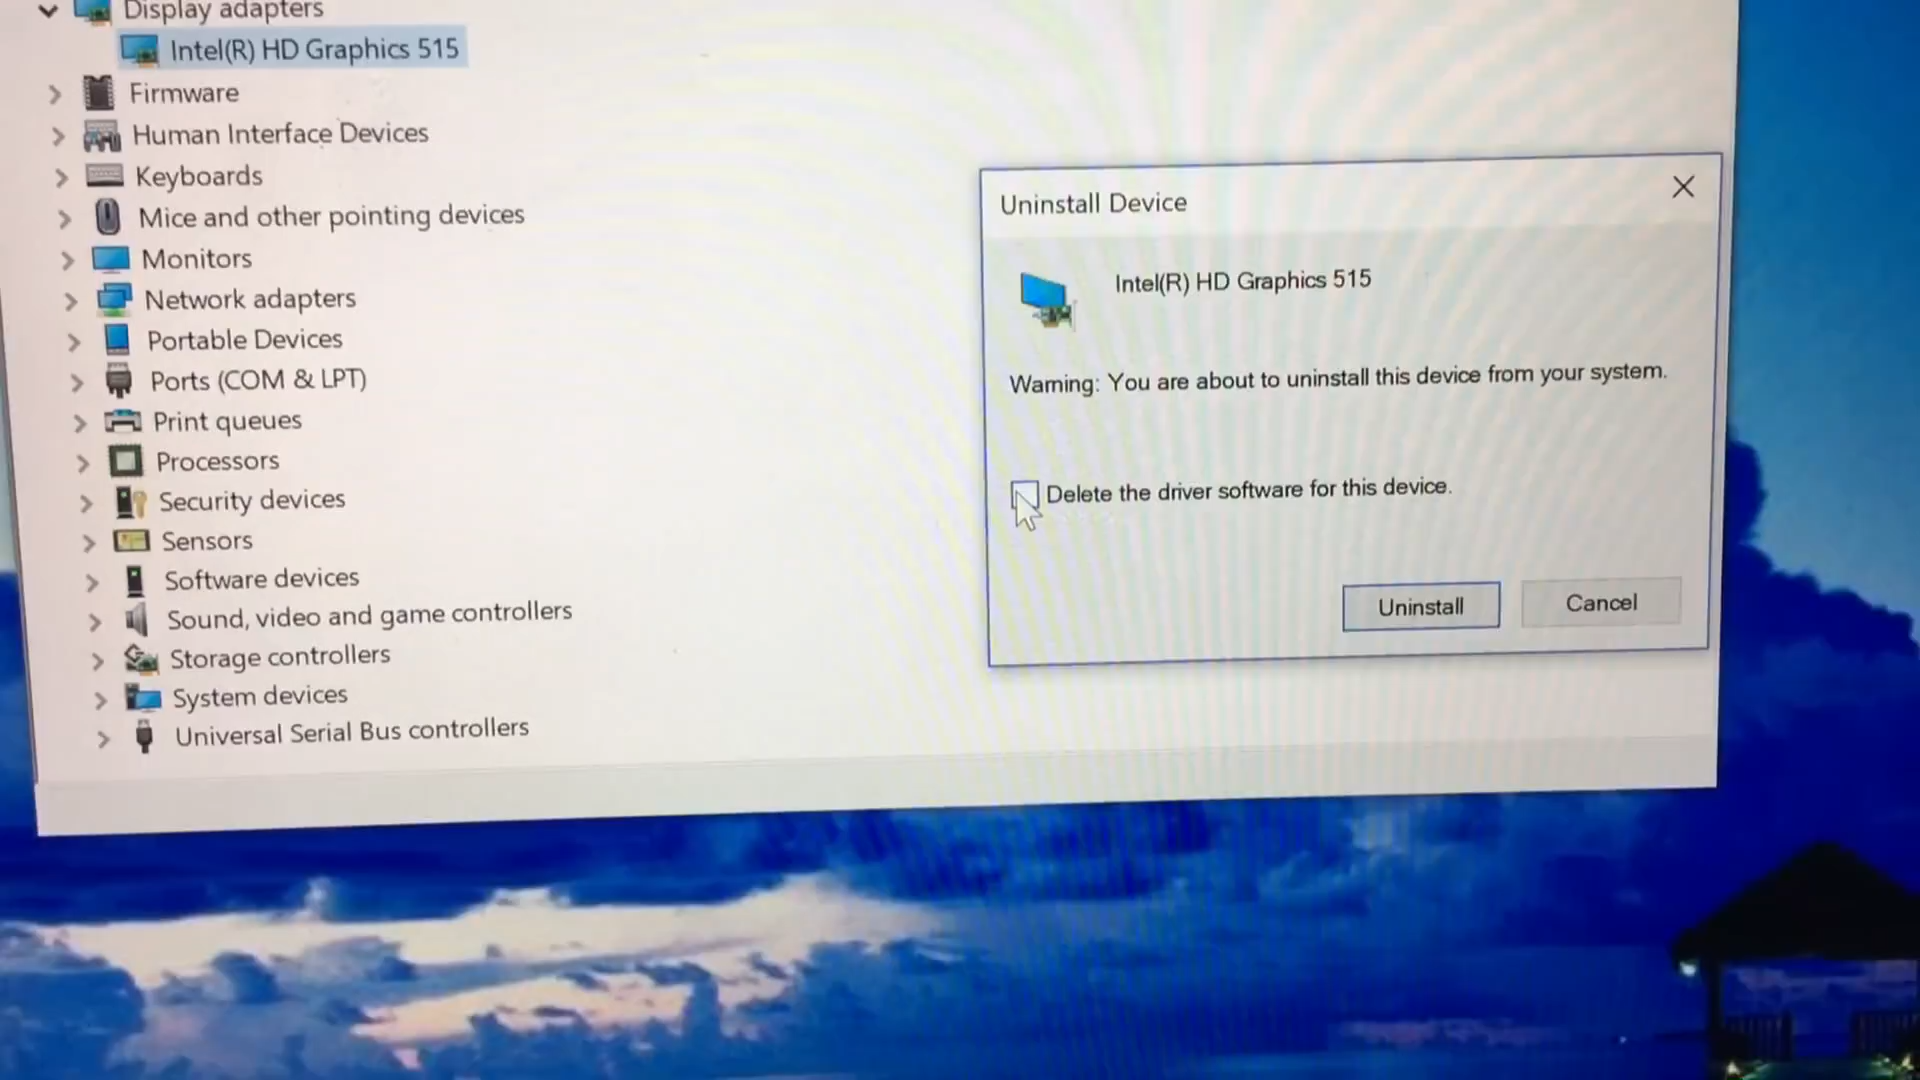 Display adapters
Intel(R) HD Graphics 515
Firmware
Human Interface Devices
Keyboards
Mice and other pointing devices
Monitors
Network adapters
Portable Devices
Ports (COM & LPT)
Print queues
Processors
Security devices
Sensors
Software devices
Sound, video and game controllers
Storage controllers
System devices
Universal Serial Bus controllers
Uninstall Device
Intel(R) HD Graphics 515
Warning: You are about to uninstall this device from your system.
Delete the driver software for this device.
Uninstall
Cancel